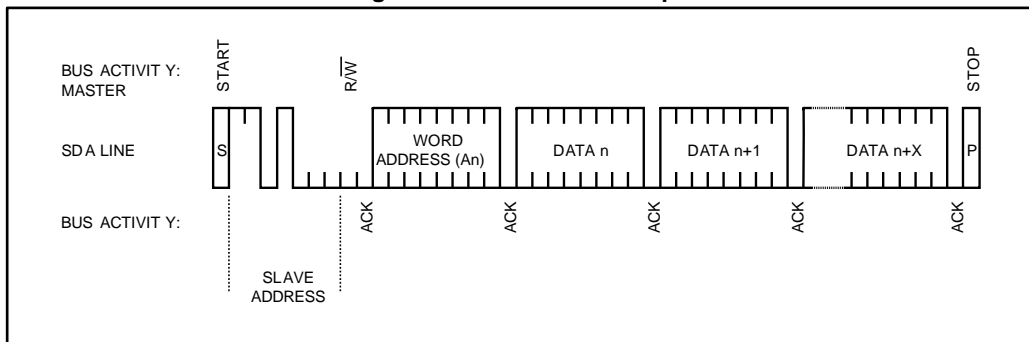 BUS ACTIVIT Y:
MASTER
START
R/W
STOP
SD A LINE
S
WORD
ADDRESS (An)
DATA n
DATA n+1
DATA n+X
P
BUS ACTIVIT Y:
ACK
ACK
ACK
ACK
ACK
SLAVE
ADDRESS